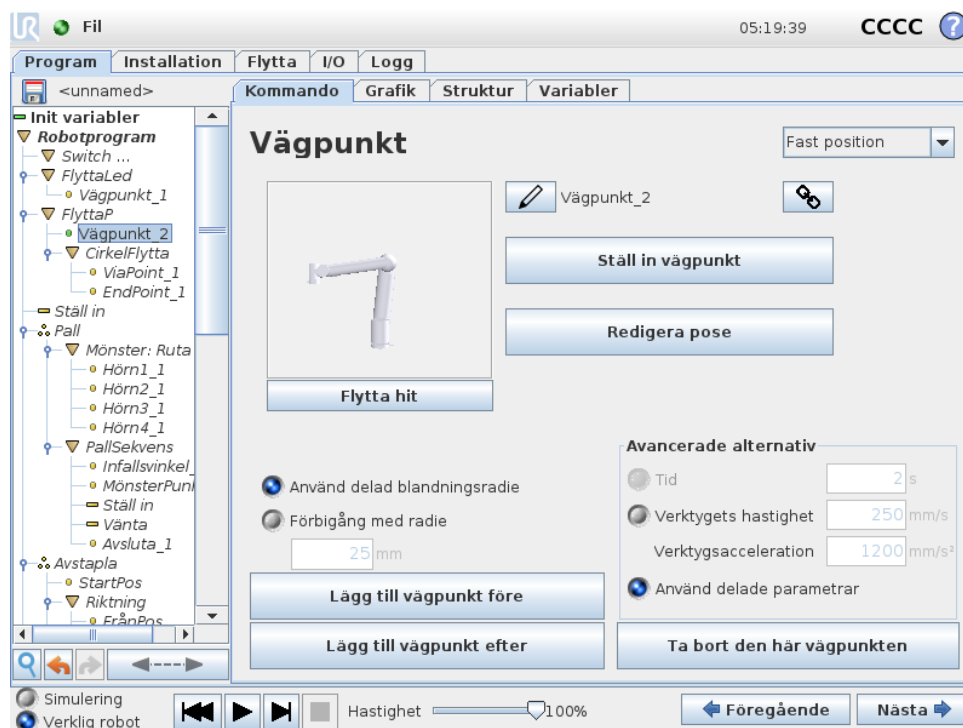 UR Fil 05:19:39 CCCC ?
Program Installation Flytta I/O Logg
<unnamed> Kommando Grafik Struktur Variabler
Init variabler
Robotprogram
Switch ...
FlyttaLed
Vägpunkt_1
FlyttaP
Vägpunkt_2
CirkelFlytta
ViaPoint_1
EndPoint_1
Ställ in
Pall
Mönster: Ruta
Hörn1_1
Hörn2_1
Hörn3_1
Hörn4_1
PallSekvens
Infallsvinkel_
MönsterPun
Ställ in
Vänta
Avsluta_1
Avstapla
StartPos
Riktning
FrånPos
Vägpunkt
Fast position
Vägpunkt_2
Ställ in vägpunkt
Redigera pose
Flytta hit
Använd delad blandningsradie
Förbigång med radie
25 mm
Avancerade alternativ
Tid 2 s
Verktygets hastighet 250 mm/s
Verktygsacceleration 1200 mm/s²
Använd delade parametrar
Lägg till vägpunkt före
Lägg till vägpunkt efter Ta bort den här vägpunkten
Simulering
Verklig robot
Hastighet 100%
Föregående Nästa